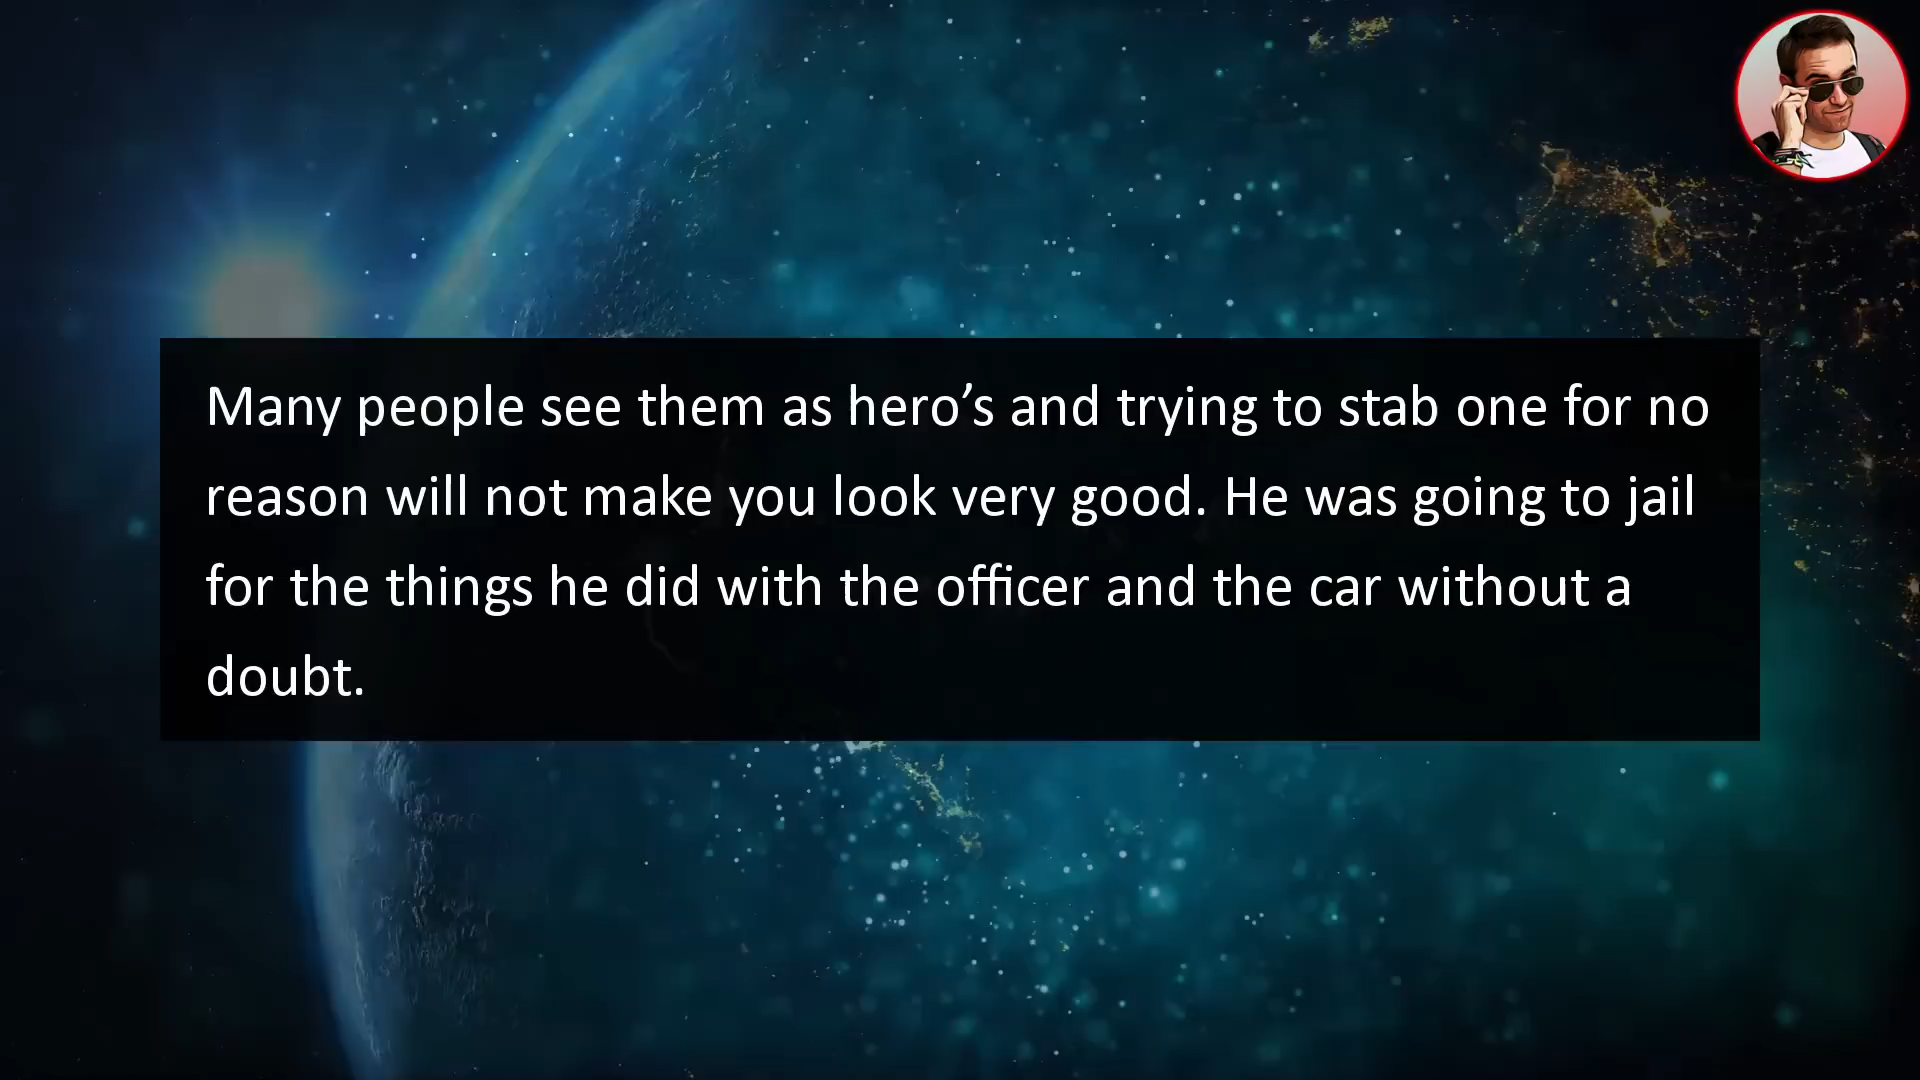 Many people see them as hero’s and trying to stab one for no
reason will not make you look very good. He was going to jail
for the things he did with the officer and the car without a
doubt.